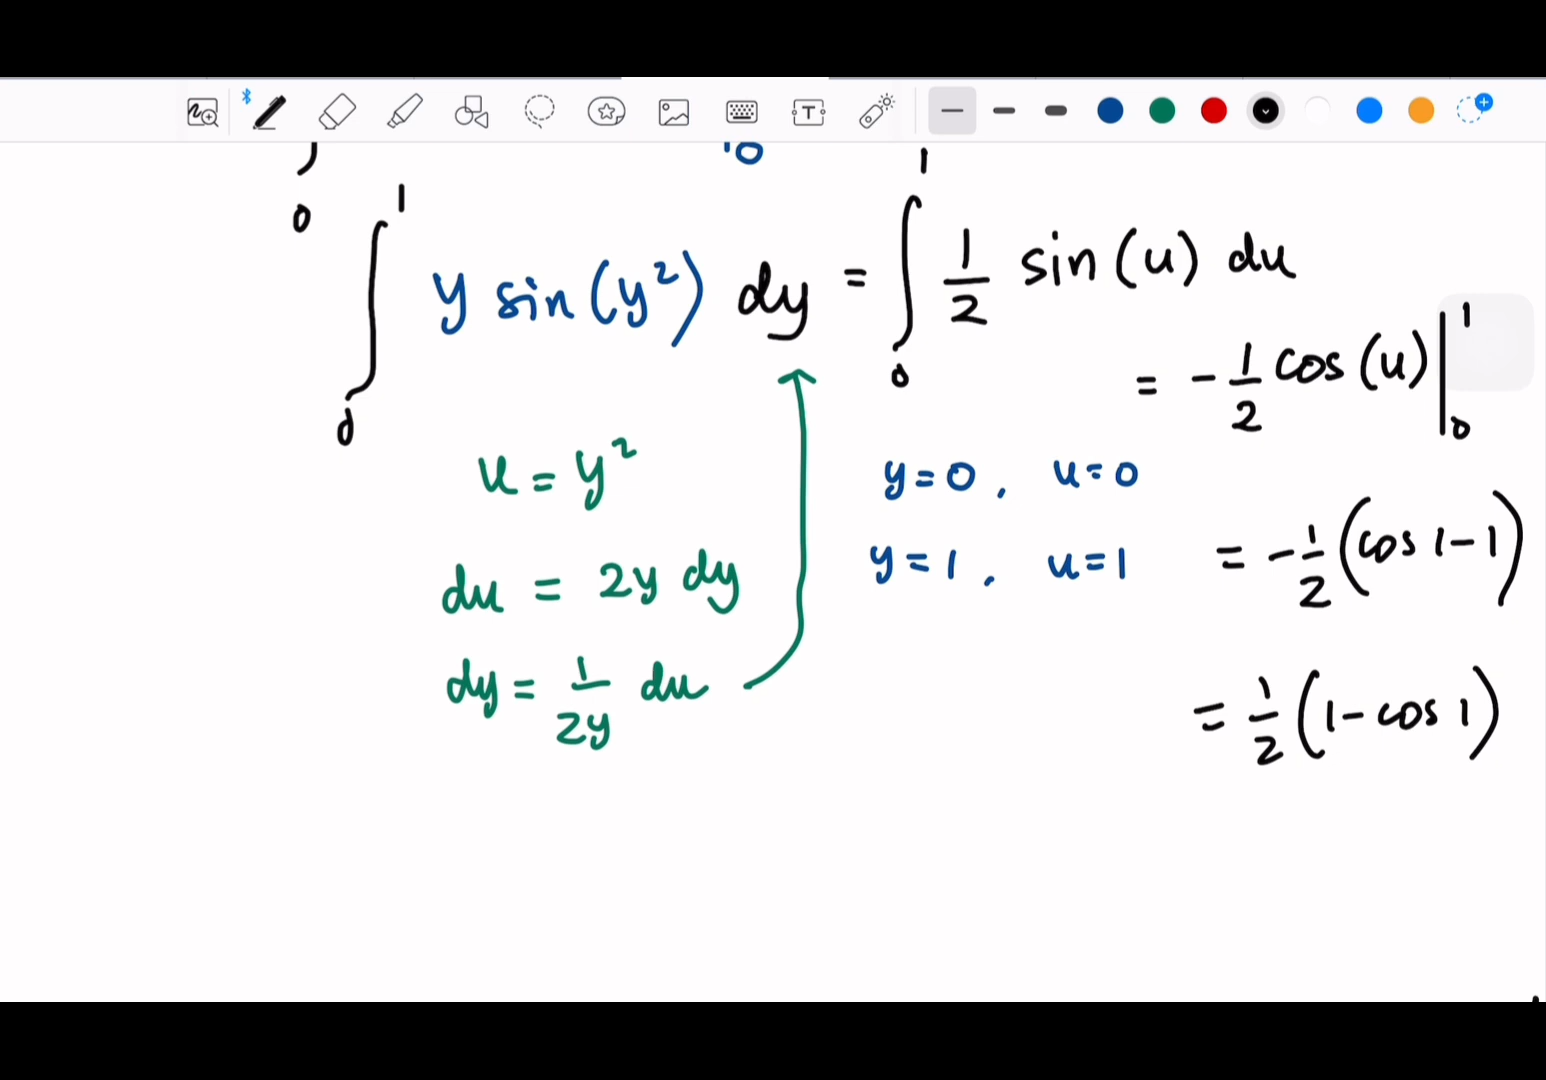 0
∫₀¹ y sin(y²) dy = ∫₀¹ 1/2 sin(u) du
= -1/2 cos(u)|₀¹
u = y²
du = 2y dy
dy = 1/2y du
y=0, u=0
y=1, u=1
= -1/2 (cos 1-1)
= 1/2 (1- cos 1)